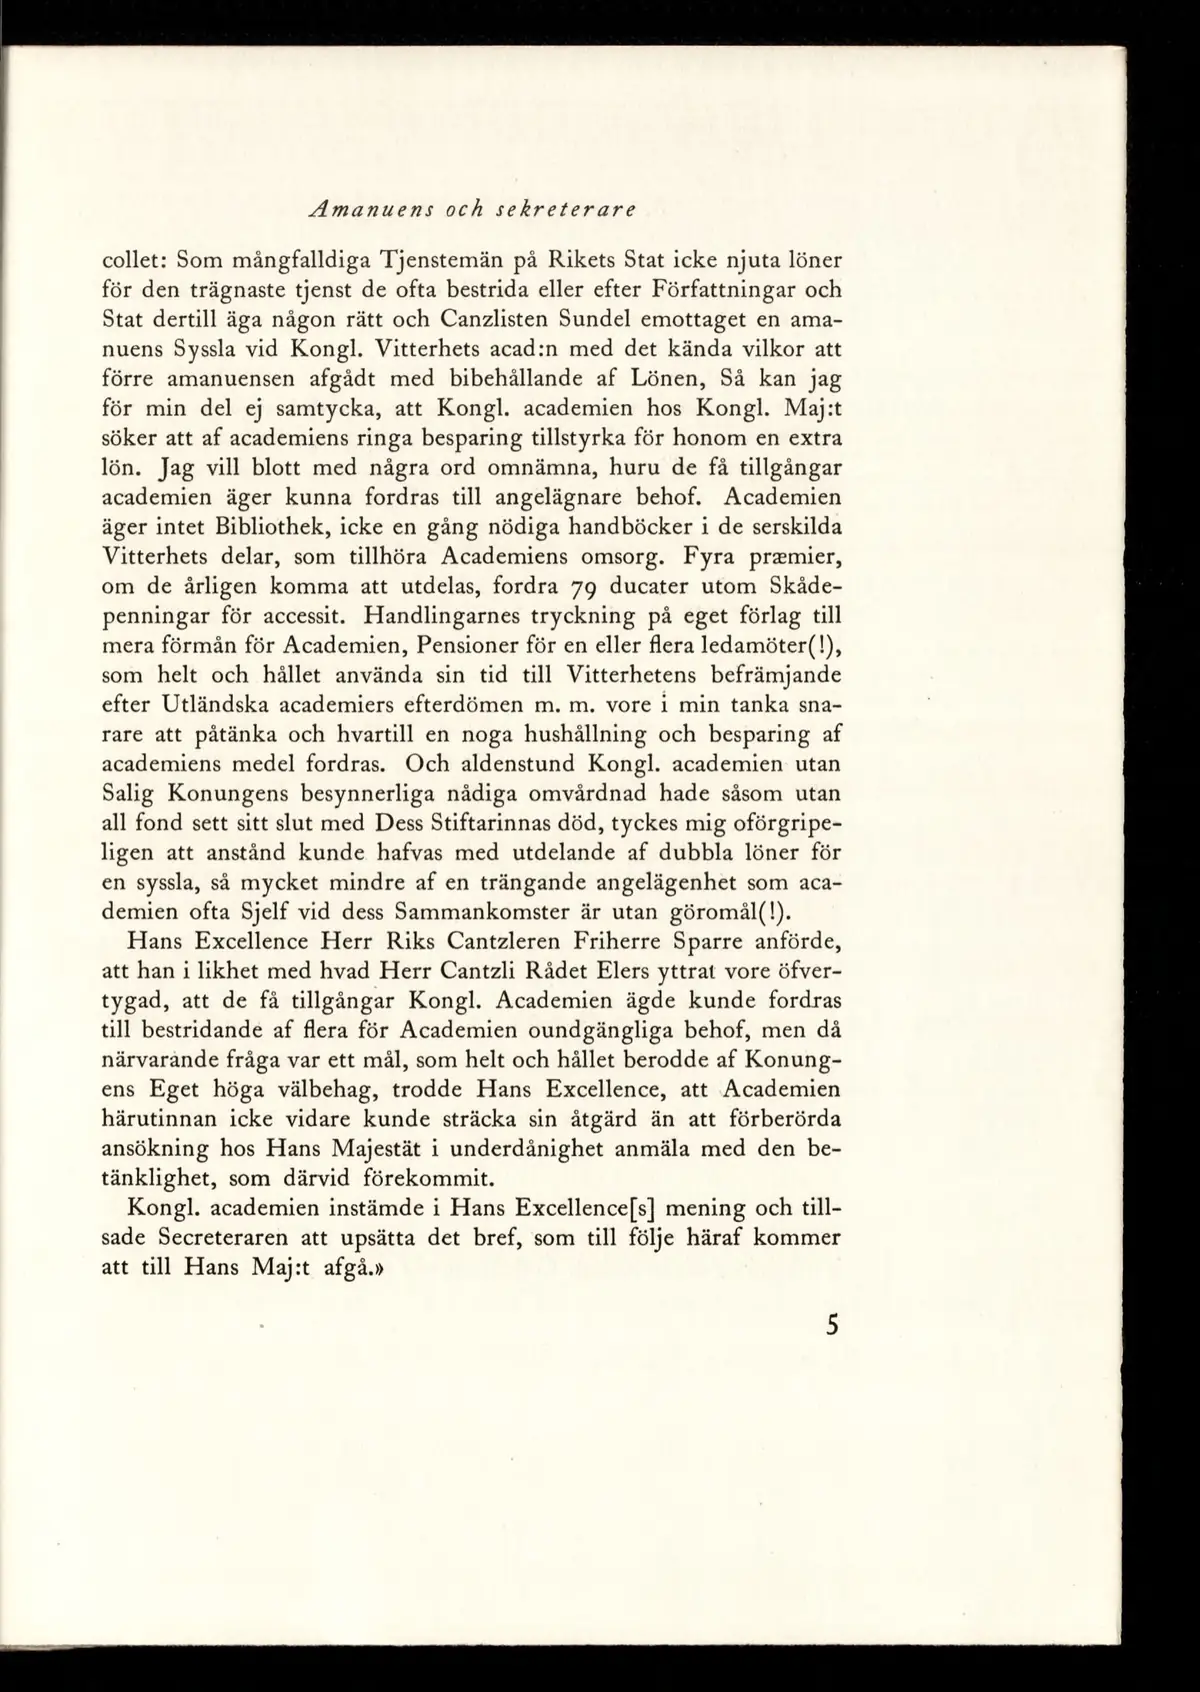 Amanuens och sekreterare
collet: Som mångfalldiga Tjenstemän på Rikets Stat icke njuta löner
för den trägnaste tjenst de ofta bestrida eller efter Författningar och
Stat dertill äga någon rätt och Canzlisten Sundel emottaget en ama-
nuens Syssla vid Kongl. Vitterhets acad:n med det kända vilkor att
förre amanuensen afgådt med bibehållande af Lönen, Så kan jag
för min del ej samtycka, att Kongl. academien hos Kongl. Maj:t
söker att af academiens ringa besparing tillstyrka för honom en extra
lön. Jag vill blott med några ord omnämna, huru de få tillgångar
academien äger kunna fordras till angelägnare behof. Academien
äger intet Bibliothek, icke en gång nödiga handböcker i de serskilda
Vitterhets delar, som tillhöra Academiens omsorg. Fyra præmier,
om de årligen komma att utdelas, fordra 79 ducater utom Skåde-
penningar för accessit. Handlingarnes tryckning på eget förlag till
mera förmån för Academien, Pensioner för en eller flera ledamöter(!),
som helt och hållet använda sin tid till Vitterhetens befrämjande
efter Utländska academiers efterdömen m. m. vore i min tanka sna-
rare att påtänka och hvartill en noga hushållning och besparing af
academiens medel fordras. Och aldenstund Kongl. academien utan
Salig Konungens besynnerliga nådiga omvårdnad hade såsom utan
all fond sett sitt slut med Dess Stiftarinnas död, tyckes mig oförgripe-
ligen att anstånd kunde hafvas med utdelande af dubbla löner för
en syssla, så mycket mindre af en trängande angelägenhet som aca-
demien ofta Sjelf vid dess Sammankomster är utan göromål(!).
Hans Excellence Herr Riks Cantzleren Friherre Sparre anförde,
att han i likhet med hvad Herr Cantzli Rådet Elers yttrat vore öfver-
tygad, att de få tillgångar Kongl. Academien ägde kunde fordras
till bestridande af flera för Academien oundgängliga behof, men då
närvarande fråga var ett mål, som helt och hållet berodde af Konung-
ens Eget höga välbehag, trodde Hans Excellence, att Academien
härutinnan icke vidare kunde sträcka sin åtgärd än att förberörda
ansökning hos Hans Majestät i underdånighet anmäla med den be-
tänklighet, som därvid förekommit.
Kongl. academien instämde i Hans Excellence[s] mening och till-
sade Secreteraren att upsätta det bref, som till följe häraf kommer
att till Hans Maj:t afgå.»
5